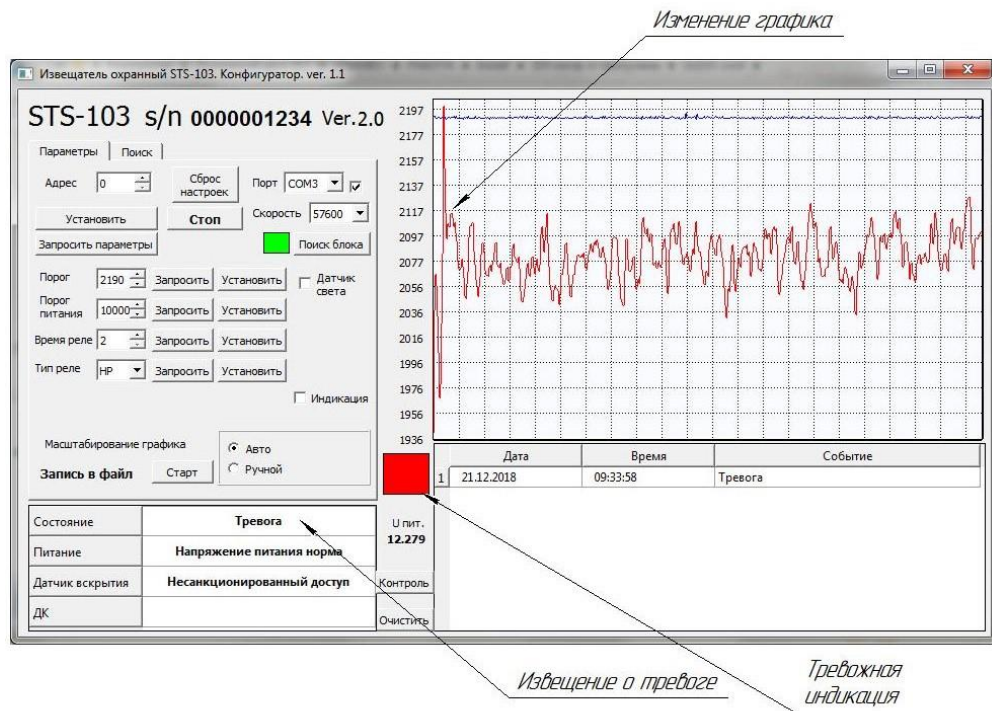 Изменение графика
Извещатель охранный STS-103. Конфигуратор. ver. 1.1
STS-103 s/n 0000001234 Ver.2.0
Параметры Поиск
Адрес 0 Сброс настроек Порт COM3
Установить Стоп Скорость 57600
Запросить параметры Поиск блока
Порог 2190 Запросить Установить Датчик света
Порог питания 10000 Запросить Установить
Время реле 2 Запросить Установить
Тип реле НР Запросить Установить
Индикация
Масштабирование графика Авто
Запись в файл Старт Ручной
2197
2177
2157
2137
2117
2097
2077
2056
2036
2016
1996
1976
1956
1936
Дата Время Событие
1 21.12.2018 09:33:58 Тревога
Состояние Тревога
Питание Напряжение питания норма
Датчик вскрытия Несанкционированный доступ
ДК
U пит.
12.279
Контроль
Очистить
Извещение о тревоге
Тревожная
индикация